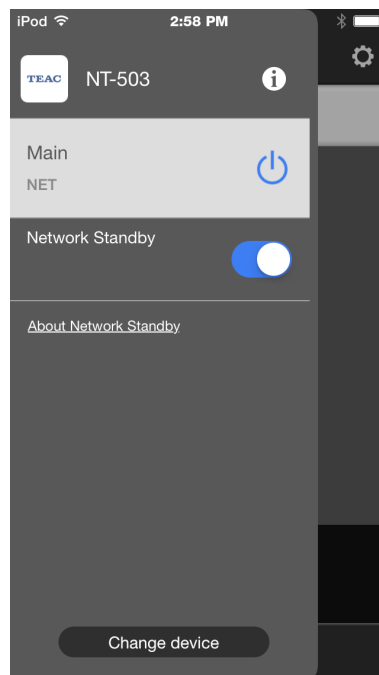 iPod 2:58 PM
TEAC NT-503
Main
NET
Network Standby
About Network Standby
Change device